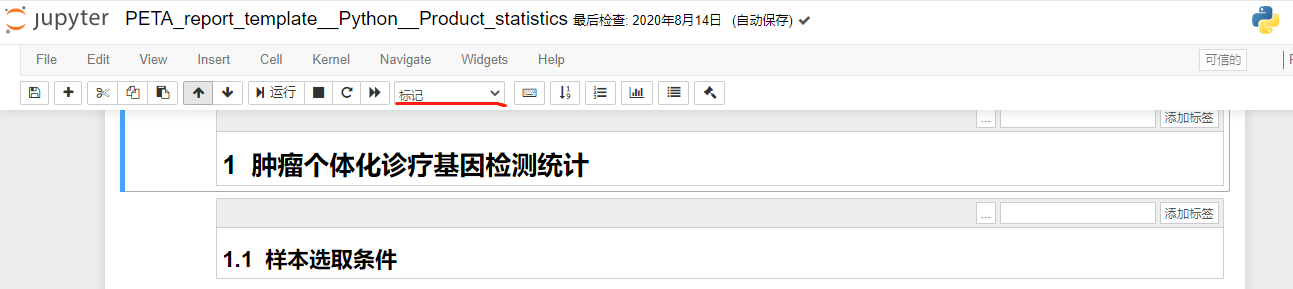 jupyter PETA_report_template__Python__Product_statistics 最后检查: 2020年8月14日 (自动保存)
File Edit View Insert Cell Kernel Navigate Widgets Help 可信的
运行 标记
... 添加标签
1 肿瘤个体化诊疗基因检测统计
... 添加标签
1.1 样本选取条件